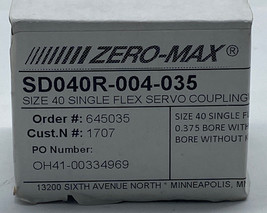 ZERO-MAX®
SD040R-004-035
SIZE 40 SINGLE FLEX SERVO COUPLING
Order #: 645035
Cust.N #: 1707
PO Number:
OH41-00334969
SIZE 40 SINGLE F
0.375 BORE WITH
BORE WITHOUT
13200 SIXTH AVENUE NORTH * MINNEAPOLIS, M